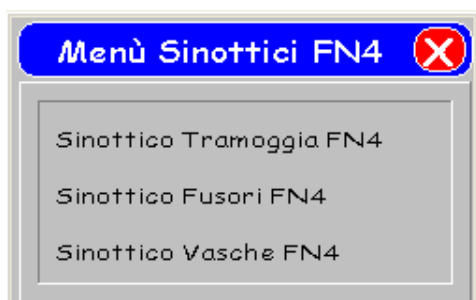 Menù Sinottici FN4
Sinottico Tramoggia FN4
Sinottico Fusori FN4
Sinottico Vasche FN4